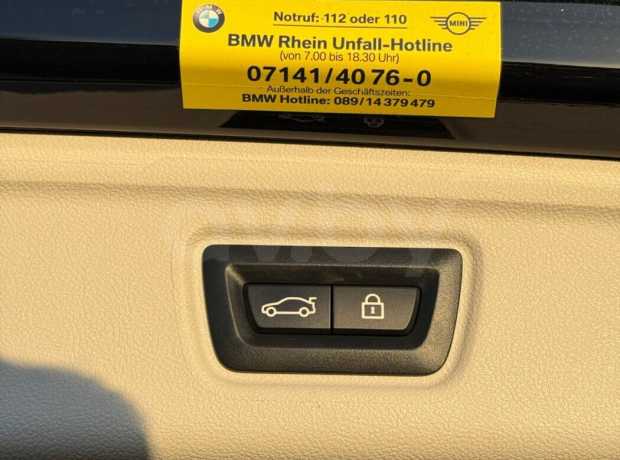 Notruf: 112 oder 110
MINI
BMW Rhein Unfall-Hotline
(von 7.00 bis 18.30 Uhr)
07141/40 76-0
Außerhalb der Geschäftszeiten:
BMW Hotline: 089/14 379 479